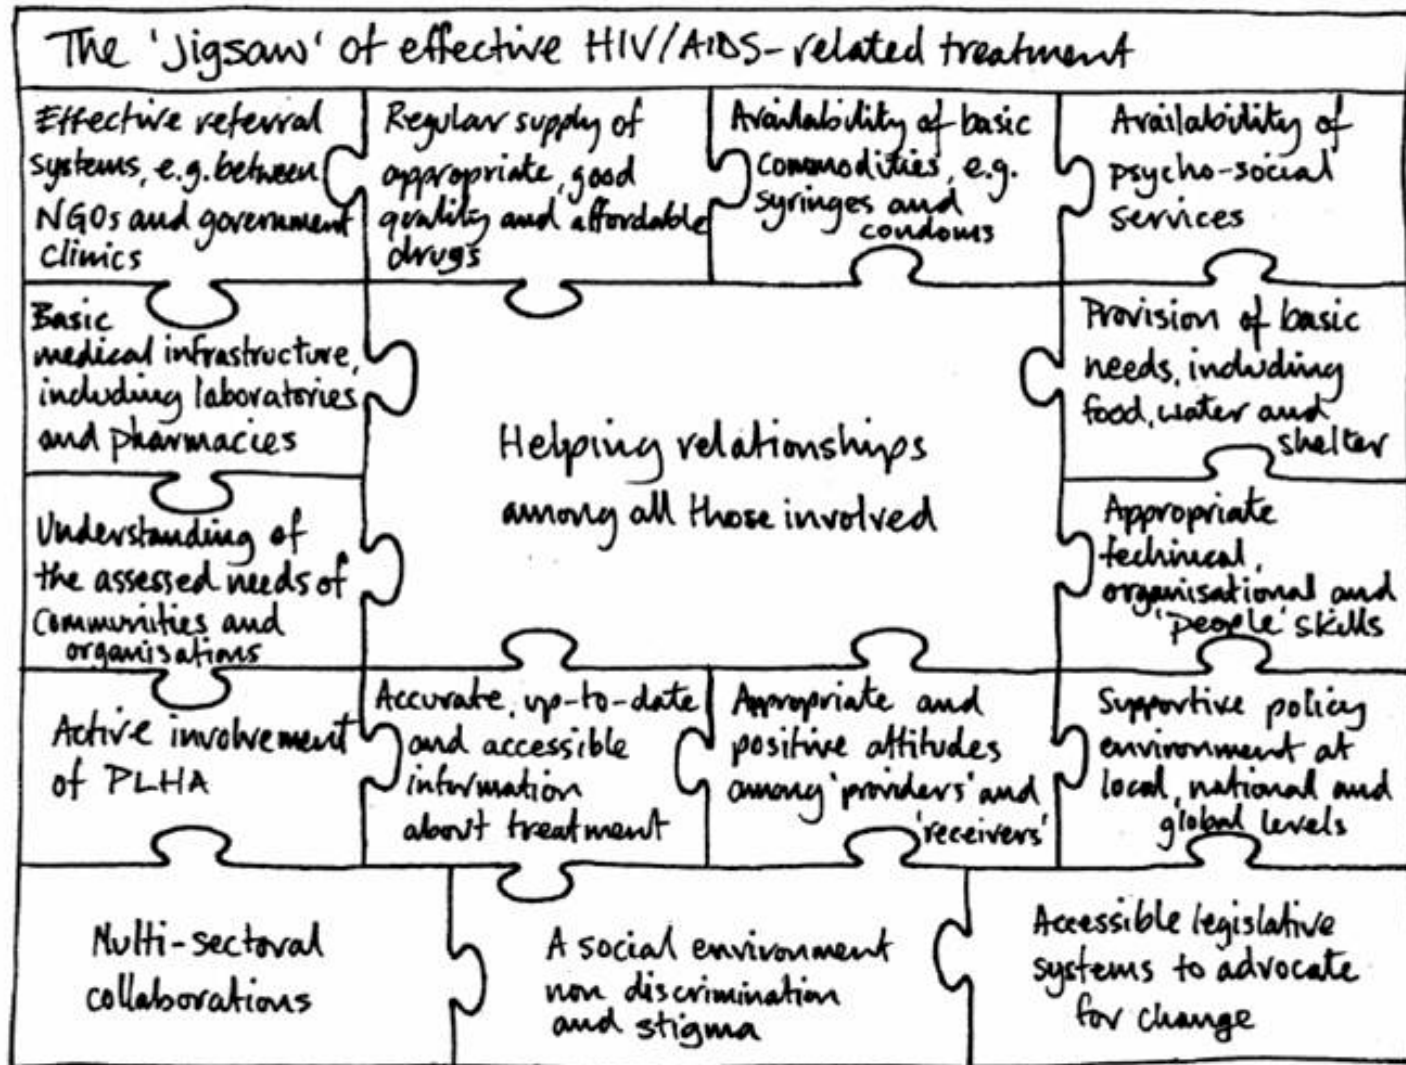 The 'Jigsaw' of effective HIV/AIDS-related treatment
Effective referral
systems, e.g. between
NGOs and government
clinics
Regular supply of
appropriate, good
quality and affordable
drugs
Availability of basic
commodities, e.g.
syringes and
condoms
Availability of
psycho-social
services
Basic
medical infrastructure,
including laboratories
and pharmacies
Helping relationships
among all those involved
Provision of basic
needs, including
food, water and
shelter
Understanding of
the assessed needs of
communities and
organisations
Appropriate
technical,
organisational and
'people' skills
Active involvement
of PLHA
Accurate, up-to-date
and accessible
information
about treatment
Appropriate and
positive attitudes
among 'providers' and
'receivers'
Supportive policy
environment at
local, national and
global levels
Multi-sectoral
collaborations
A social environment
non discrimination
and stigma
Accessible legislative
systems to advocate
for change